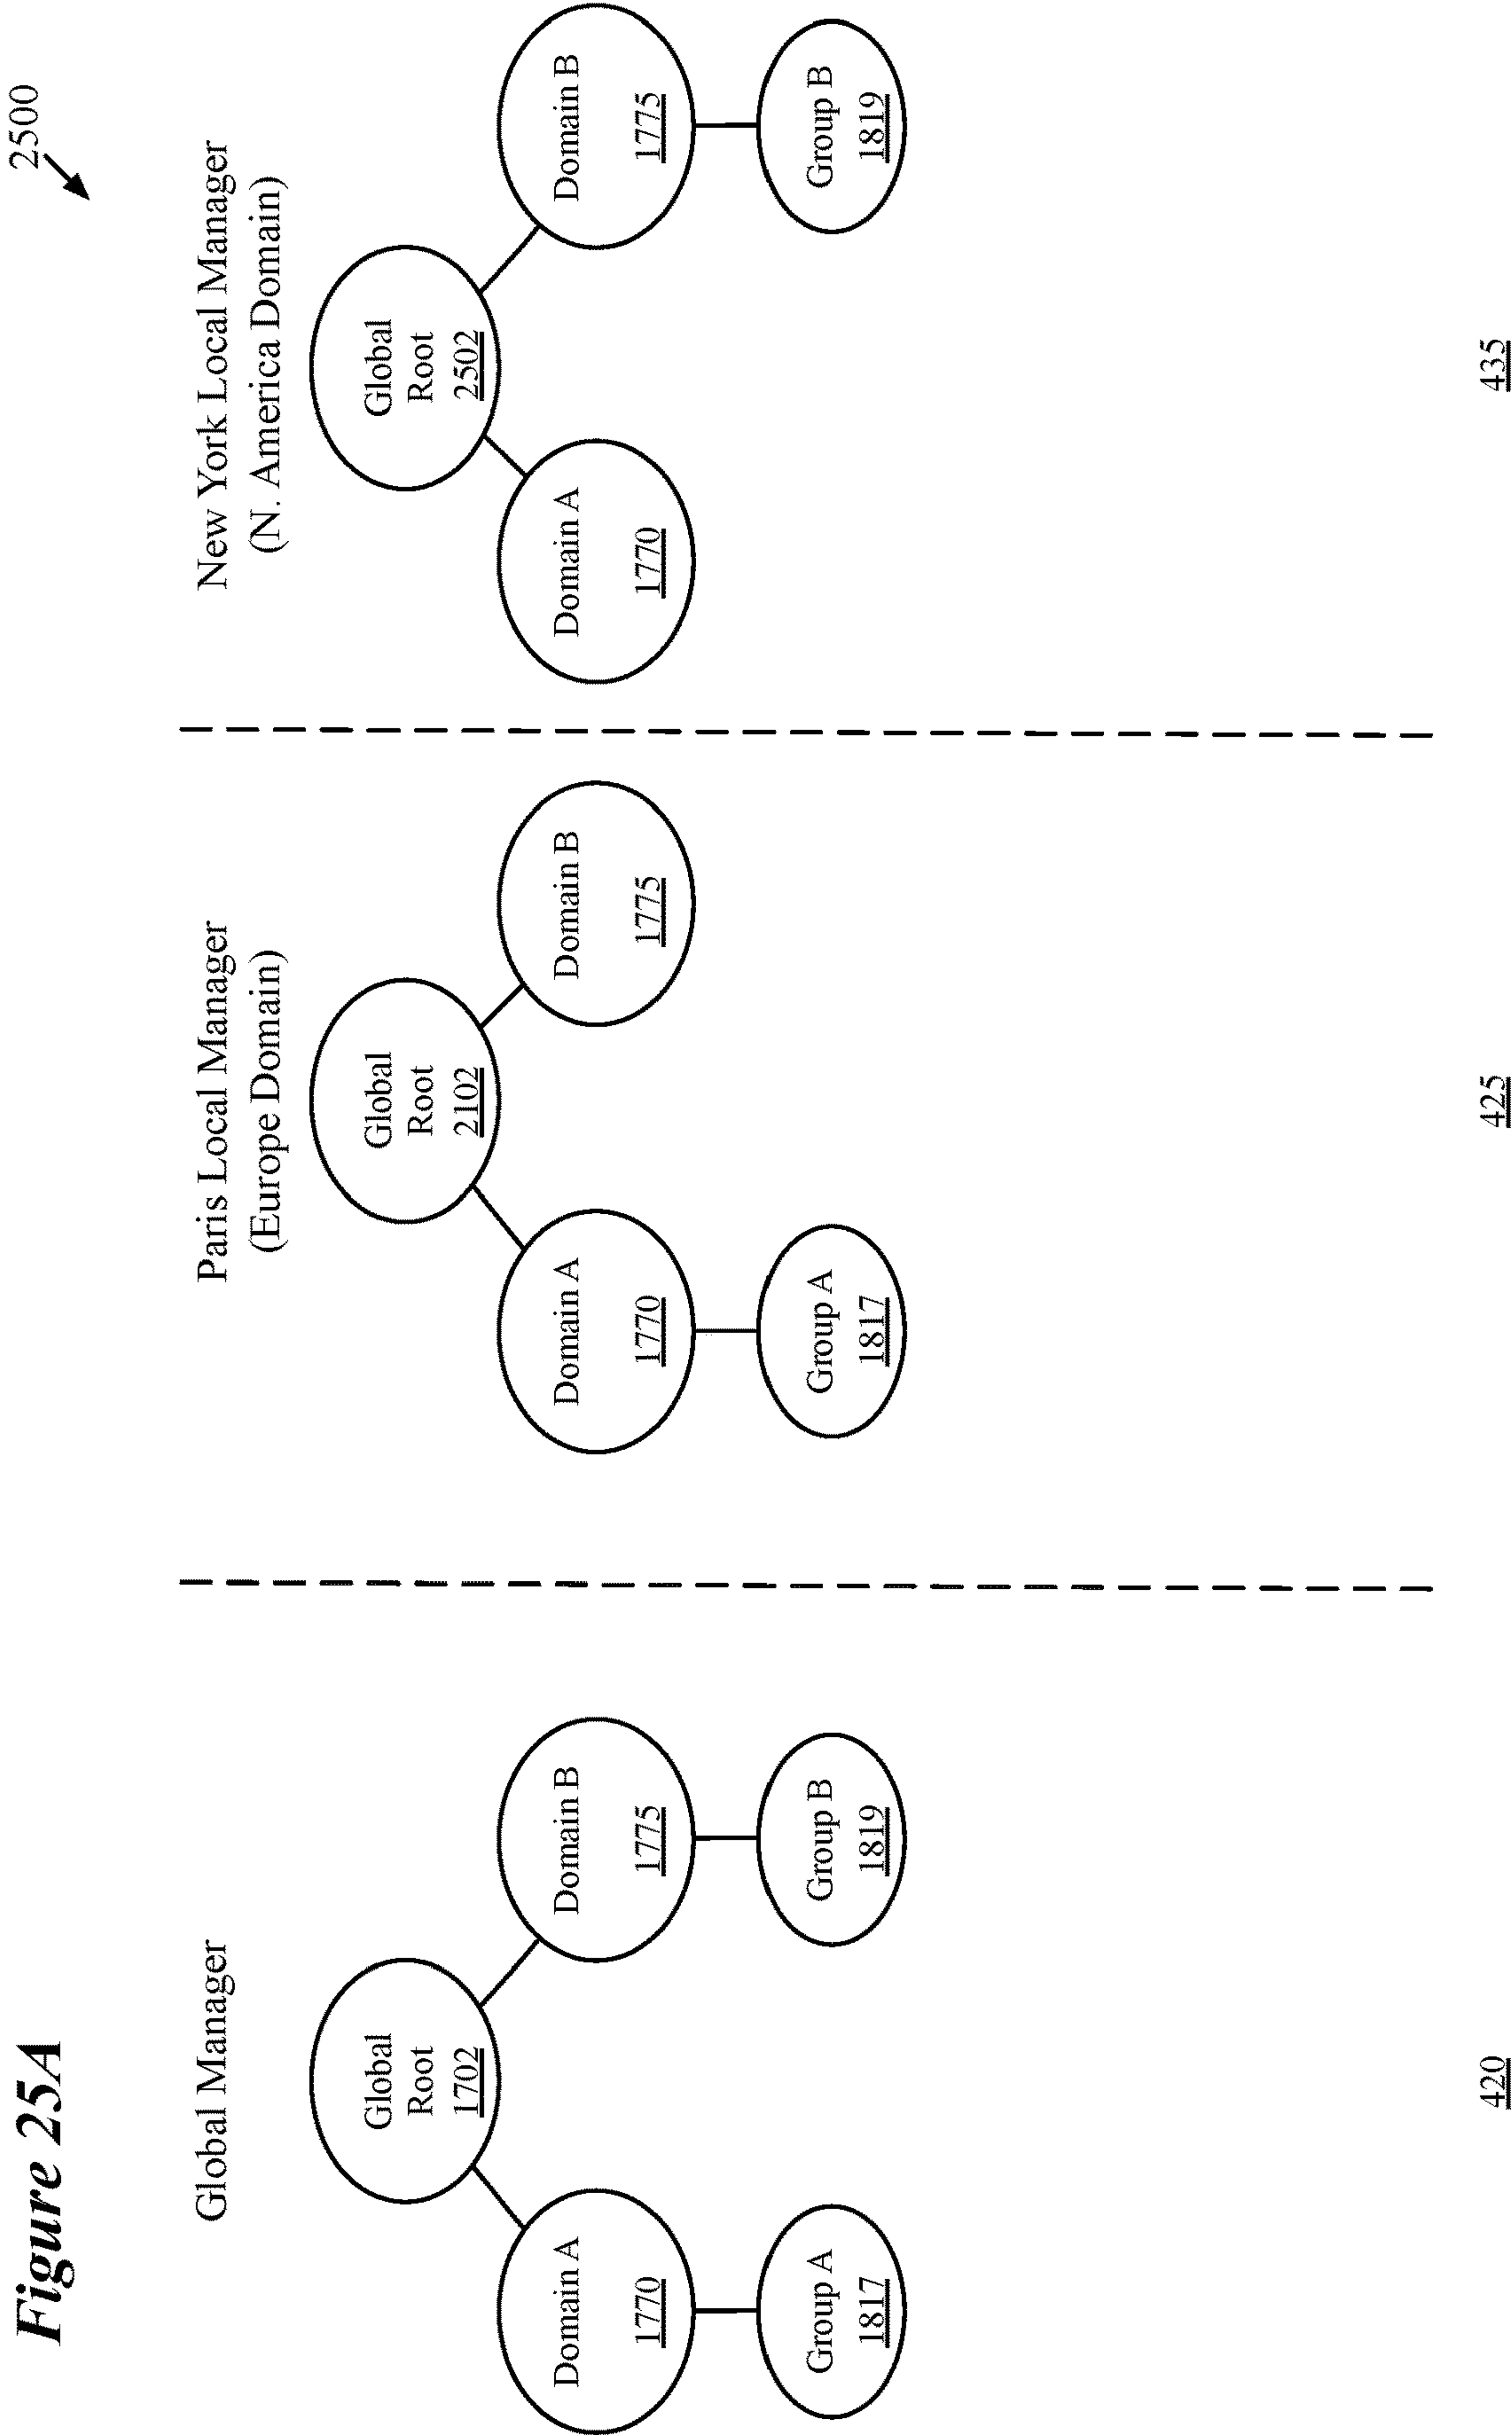 Figure 25A
2500
Global Manager
Global
Root
1702
Domain A
1770
Domain B
1775
Group A
1817
Group B
1819
420
Paris Local Manager
(Europe Domain)
Global
Root
2102
Domain A
1770
Domain B
1775
Group A
1817
425
New York Local Manager
(N. America Domain)
Global
Root
2502
Domain A
1770
Domain B
1775
Group B
1819
435